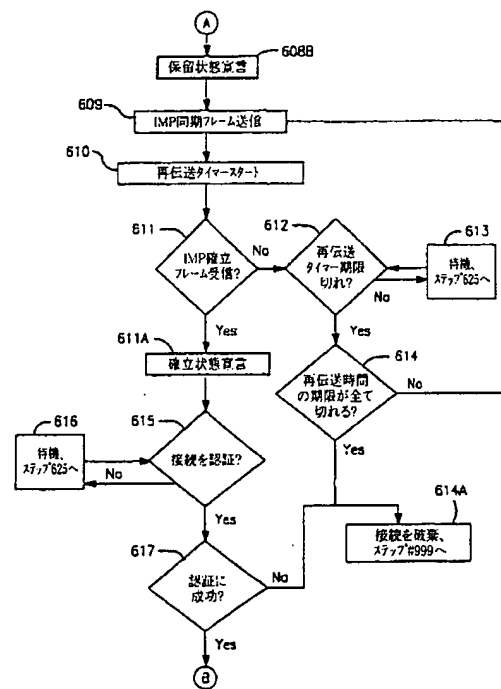 A
608B
保留状態宣言
609
IMP同期フレーム送信
610
再伝送タイマースタート
611
IMP確立
フレーム受信?
No
612
再伝送
タイマー期限
切れ?
No
613
待機、
ステップ625へ
Yes
Yes
611A
確立状態宣言
614
再伝送時間
の期限が全て
切れる?
No
615
接続を認証?
616
待機、
ステップ625へ
No
Yes
Yes
614A
接続を破棄、
ステップ#999へ
617
認証に
成功?
No
Yes
B